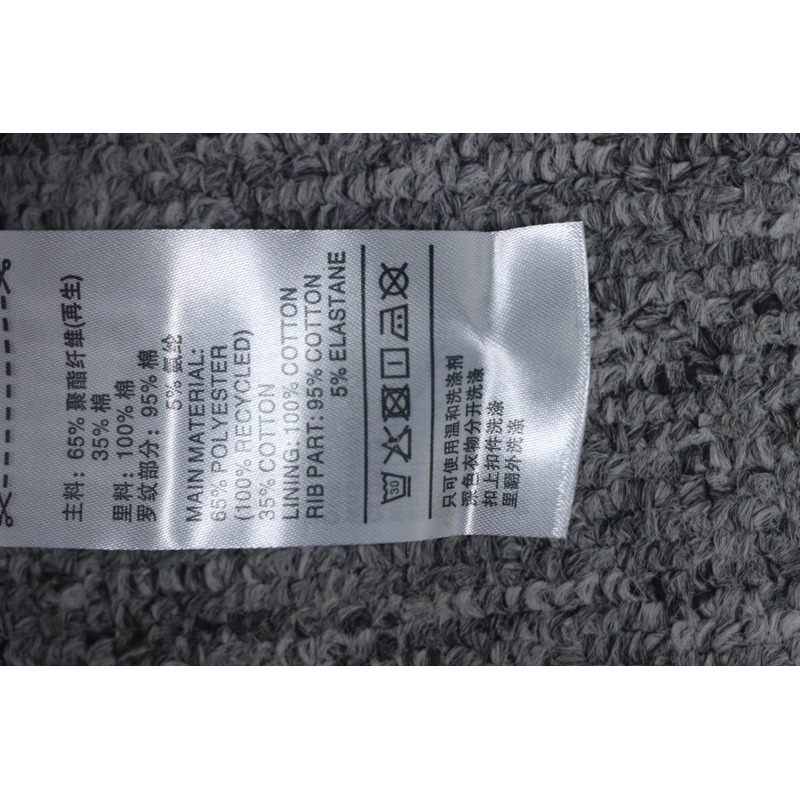 主料：65% 聚酯纤维(再生)
35% 棉
里料：100% 棉
罗纹部分：95% 棉
5% 氨纶
MAIN MATERIAL:
65% POLYESTER
(100% RECYCLED)
35% COTTON
LINING: 100% COTTON
RIB PART: 95% COTTON
5% ELASTANE
30
只可使用温和洗涤剂
深色衣物分开洗涤
扣上扣件洗涤
里翻外洗涤